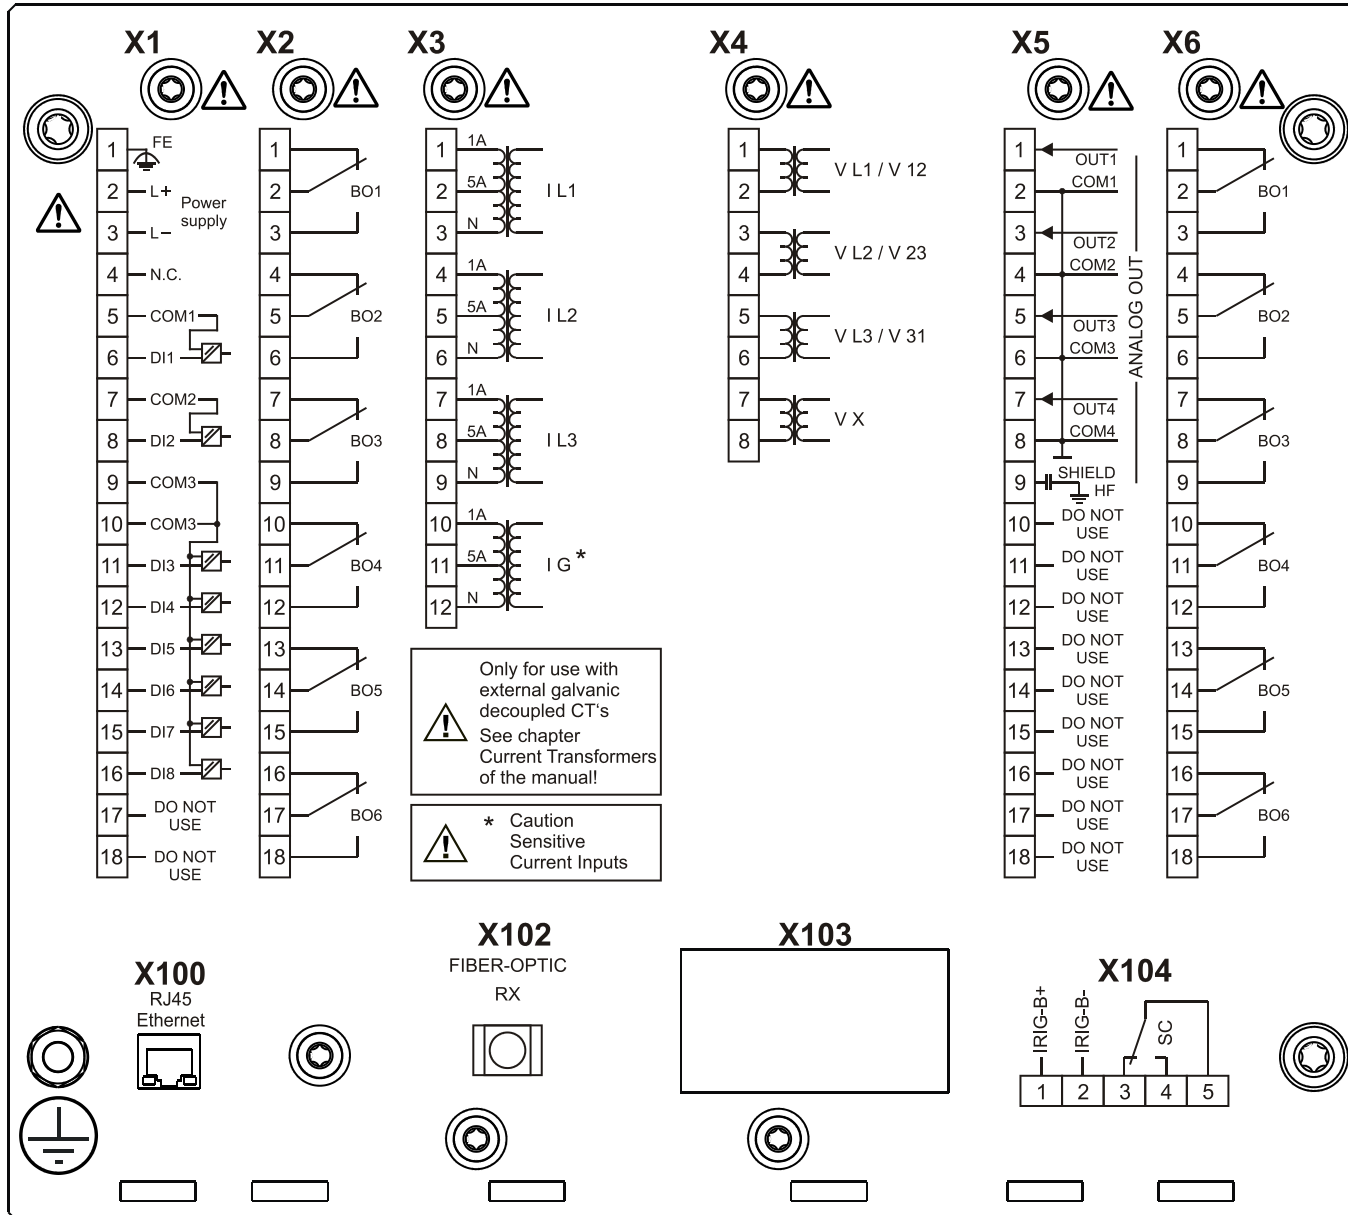 X1 X2 X3 X4 X5 X6
1 FE
2 L+ Power
supply
3 L−
4 N.C.
5 COM1
6 DI1
7 COM2
8 DI2
9 COM3
10 COM3
11 DI3
12 DI4
13 DI5
14 DI6
15 DI7
16 DI8
17 DO NOT
USE
18 DO NOT
USE
1
2 BO1
3
4
5 BO2
6
7
8 BO3
9
10
11 BO4
12
13
14 BO5
15
16
17 BO6
18
1 1A
2 5A I L1
3 N
4 1A
5 5A I L2
6 N
7 1A
8 5A I L3
9 N
10 1A
11 5A I G *
12 N
Only for use with
external galvanic
decoupled CT's
See chapter
Current Transformers
of the manual!
* Caution
Sensitive
Current Inputs
1
V L1 / V 12
2
3
V L2 / V 23
4
5
V L3 / V 31
6
7
V X
8
1 OUT1
2 COM1
3 OUT2
4 COM2
5 OUT3
6 COM3
7 OUT4
8 COM4
ANALOG OUT
9 SHIELD
HF
10 DO NOT
USE
11 DO NOT
USE
12 DO NOT
USE
13 DO NOT
USE
14 DO NOT
USE
15 DO NOT
USE
16 DO NOT
USE
17 DO NOT
USE
18 DO NOT
USE
1
2 BO1
3
4
5 BO2
6
7
8 BO3
9
10
11 BO4
12
13
14 BO5
15
16
17 BO6
18
X100
RJ45
Ethernet
X102
FIBER-OPTIC
RX
X103
X104
IRIG-B+
IRIG-B-
SC
1 2 3 4 5